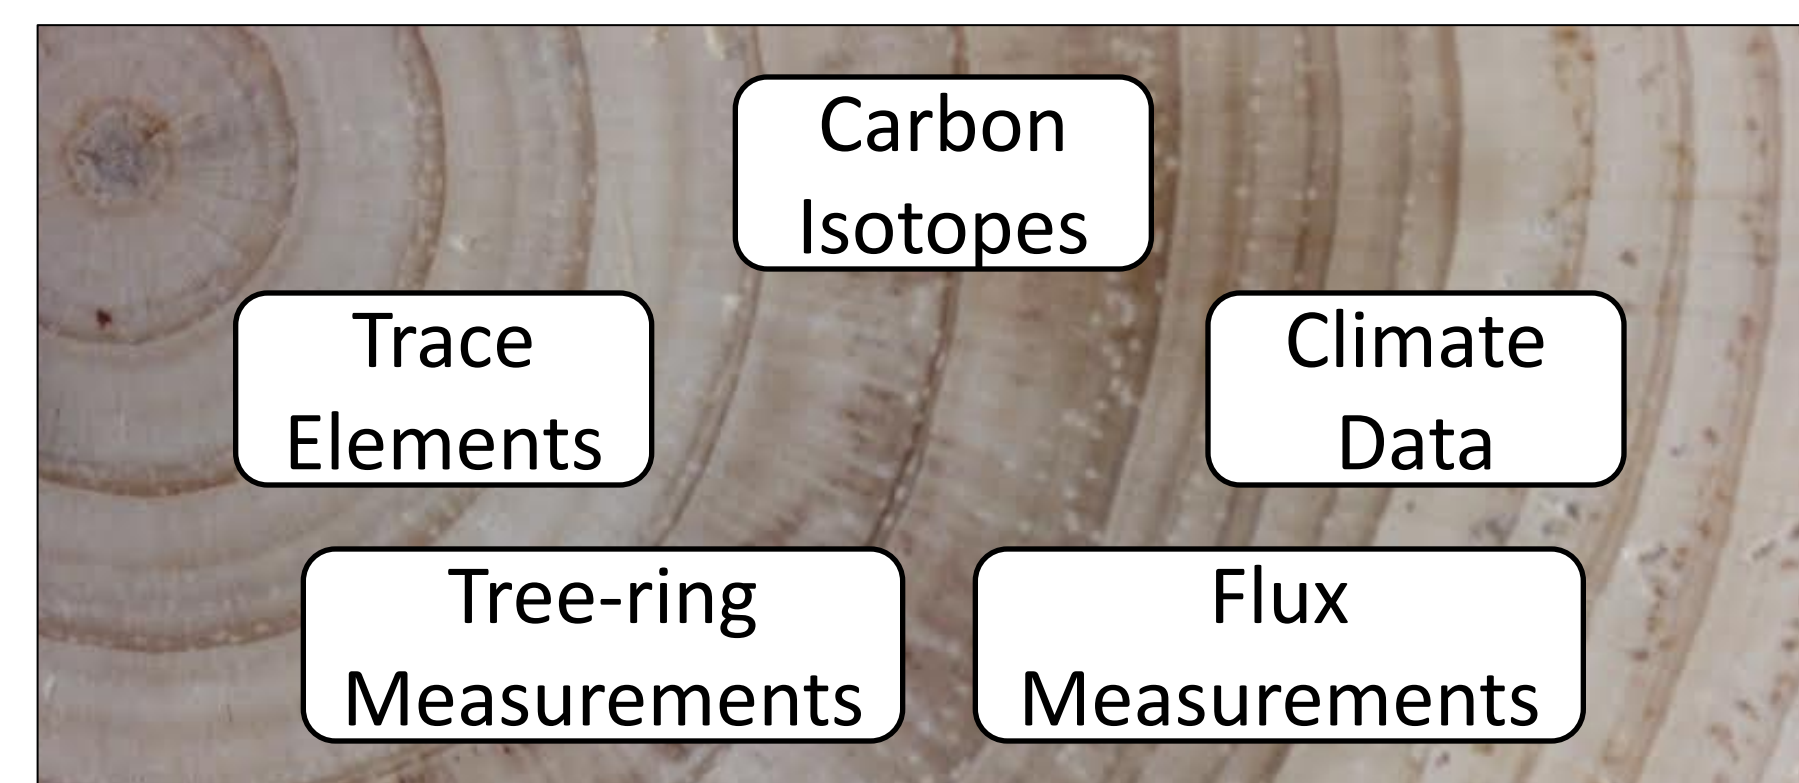 Carbon
Isotopes
Trace
Elements
Climate
Data
Tree-ring
Measurements
Flux
Measurements